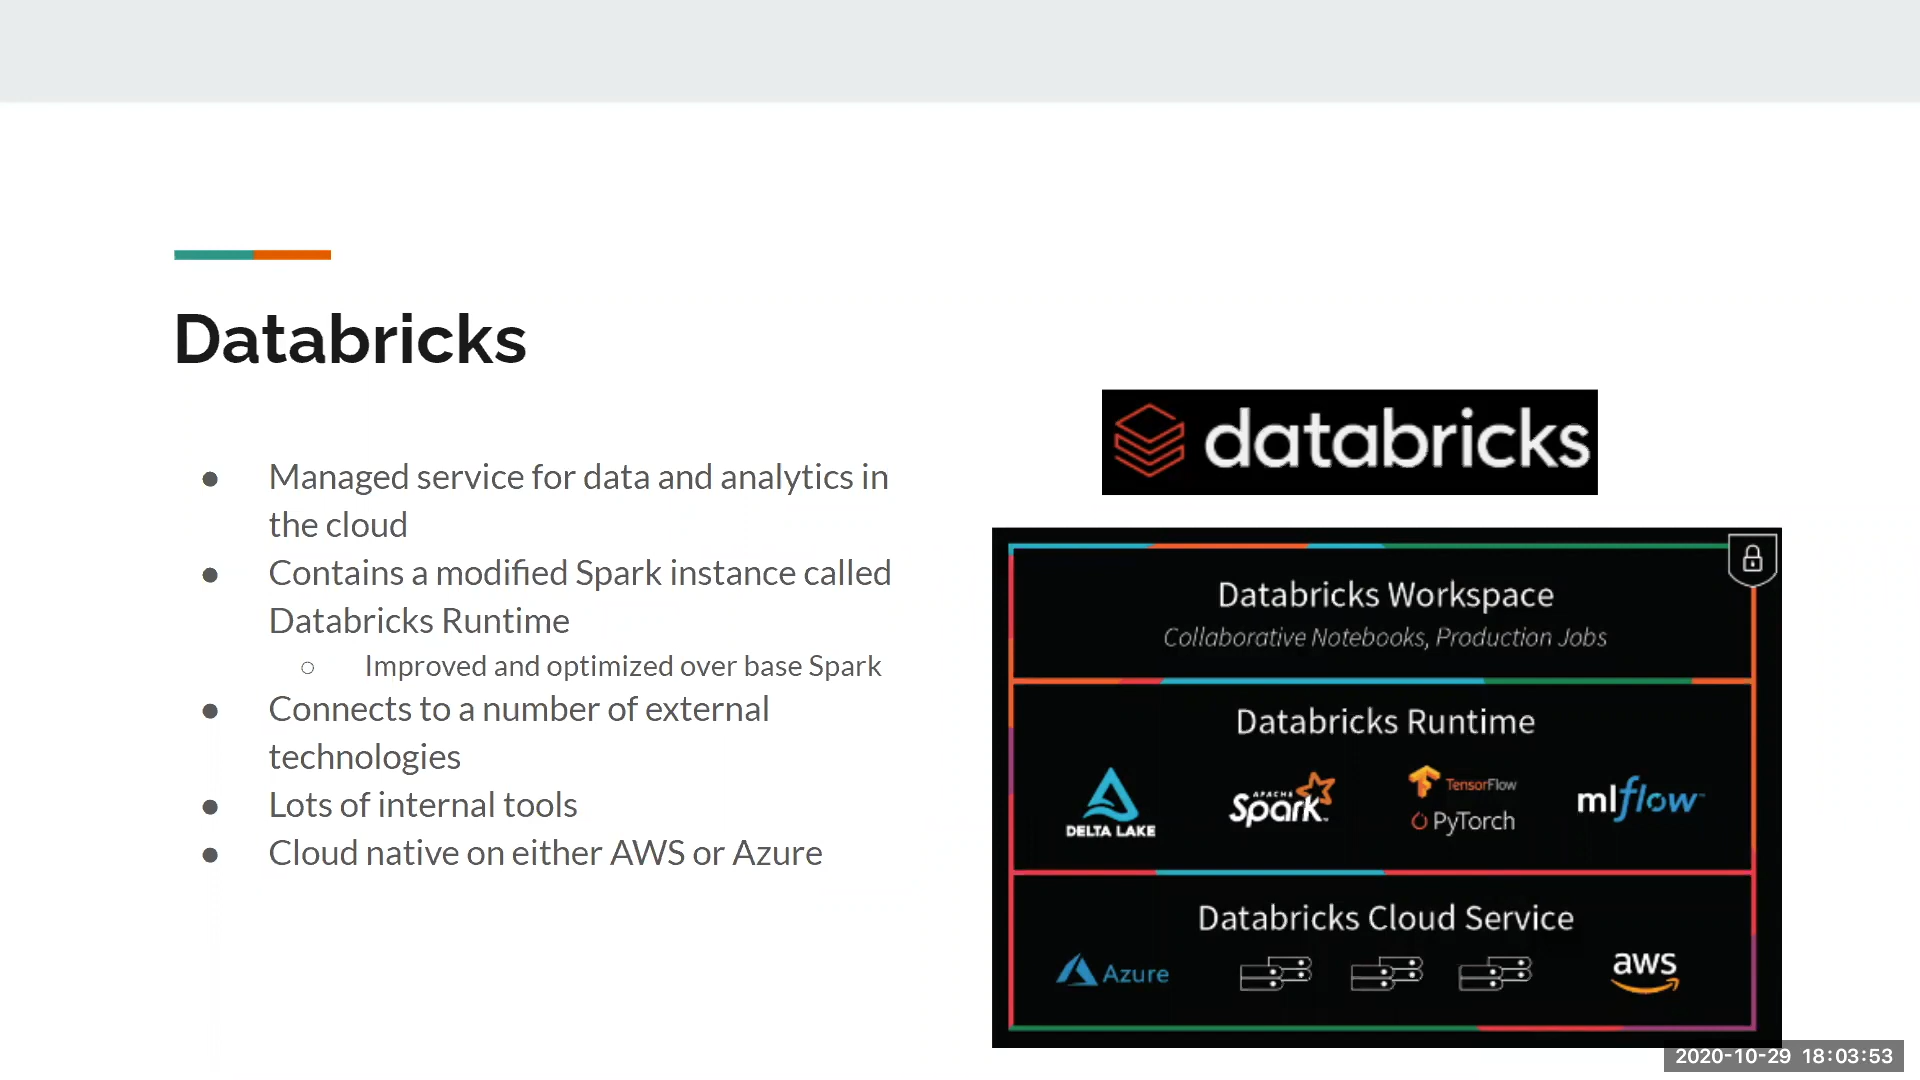 Databricks
● Managed service for data and analytics in
the cloud
● Contains a modified Spark instance called
Databricks Runtime
○ Improved and optimized over base Spark
● Connects to a number of external
technologies
● Lots of internal tools
● Cloud native on either AWS or Azure
databricks
Databricks Workspace
Collaborative Notebooks, Production Jobs
Databricks Runtime
DELTA LAKE
APACHE
Spark™
TensorFlow
PyTorch
mlflow™
Databricks Cloud Service
Azure
aws
2020-10-29 18:03:53